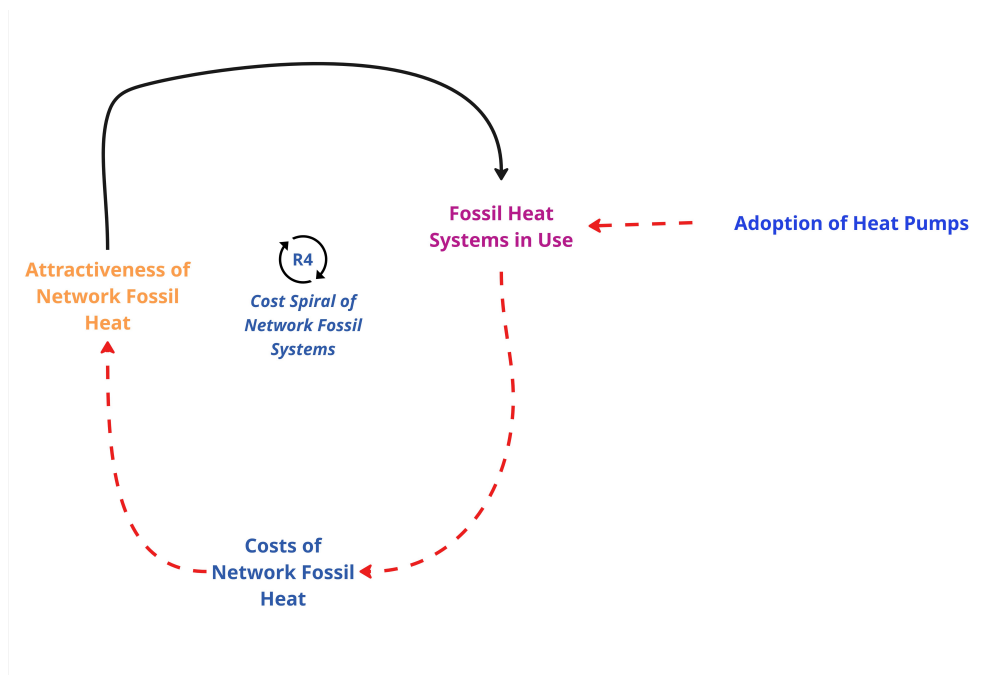 Fossil Heat
Systems in Use
Adoption of Heat Pumps
Attractiveness of
Network Fossil
Heat
R4
Cost Spiral of
Network Fossil
Systems
Costs of
Network Fossil
Heat